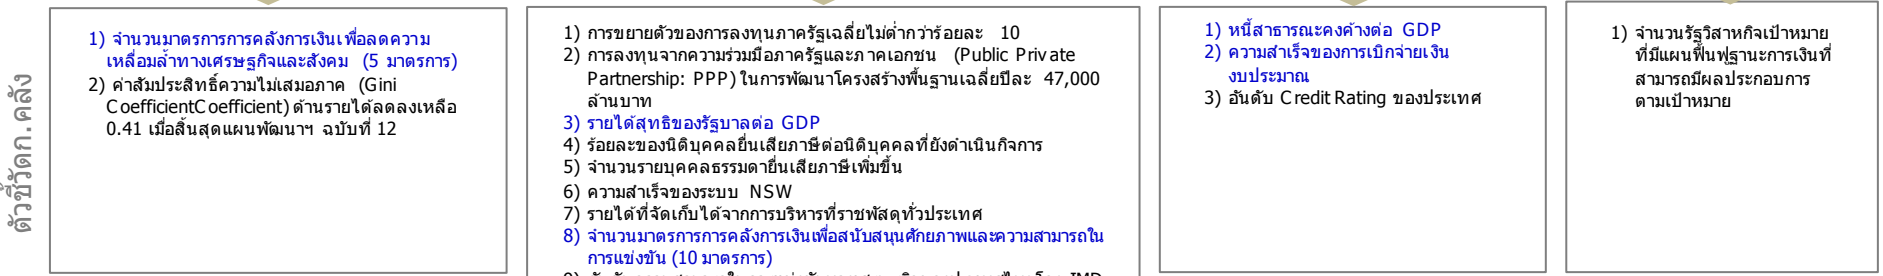 ตัวชี้วัดก.คลัง
1) จำนวนมาตรการการคลังการเงินเพื่อลดความ
เหลื่อมล้ำทางเศรษฐกิจและสังคม (5 มาตรการ)
2) ค่าสัมประสิทธิ์ความไม่เสมอภาค (Gini
CoefficientCoefficient) ด้านรายได้ลดลงเหลือ
0.41 เมื่อสิ้นสุดแผนพัฒนาฯ ฉบับที่ 12
1) การขยายตัวของการลงทุนภาครัฐเฉลี่ยไม่ต่ำกว่าร้อยละ 10
2) การลงทุนจากความร่วมมือภาครัฐและภาคเอกชน (Public Private
Partnership: PPP) ในการพัฒนาโครงสร้างพื้นฐานเฉลี่ยปีละ 47,000
ล้านบาท
3) รายได้สุทธิของรัฐบาลต่อ GDP
4) ร้อยละของนิติบุคคลยื่นเสียภาษีต่อนิติบุคคลที่ยังดำเนินกิจการ
5) จำนวนรายบุคคลธรรมดายื่นเสียภาษีเพิ่มขึ้น
6) ความสำเร็จของระบบ NSW
7) รายได้ที่จัดเก็บได้จากการบริหารที่ราชพัสดุทั่วประเทศ
8) จำนวนมาตรการการคลังการเงินเพื่อสนับสนุนศักยภาพและความสามารถใน
การแข่งขัน (10 มาตรการ)
1) หนี้สาธารณะคงค้างต่อ GDP
2) ความสำเร็จของการเบิกจ่ายเงิน
งบประมาณ
3) อันดับ Credit Rating ของประเทศ
1) จำนวนรัฐวิสาหกิจเป้าหมาย
ที่มีแผนฟื้นฟูฐานะการเงินที่
สามารถมีผลประกอบการ
ตามเป้าหมาย